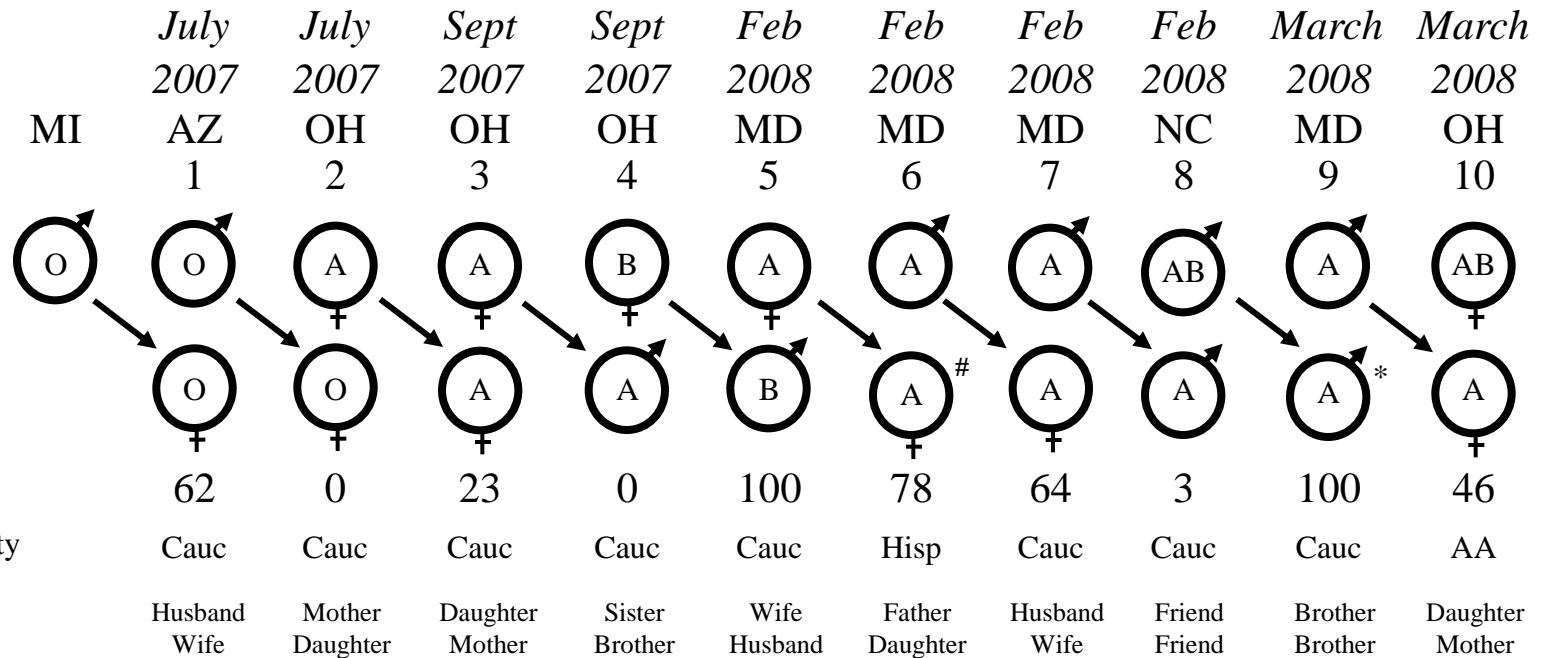 July July Sept Sept Feb Feb Feb Feb March March
2007 2007 2007 2007 2008 2008 2008 2008 2008 2008
MI AZ OH OH OH MD MD MD NC MD OH
1 2 3 4 5 6 7 8 9 10
O O A A B A A A AB A AB
O O A A B A # A A A * A
62 0 23 0 100 78 64 3 100 46
ty Cauc Cauc Cauc Cauc Cauc Hisp Cauc Cauc Cauc AA
Husband Mother Daughter Sister Wife Father Husband Friend Brother Daughter
Wife Daughter Mother Brother Husband Daughter Wife Friend Brother Mother